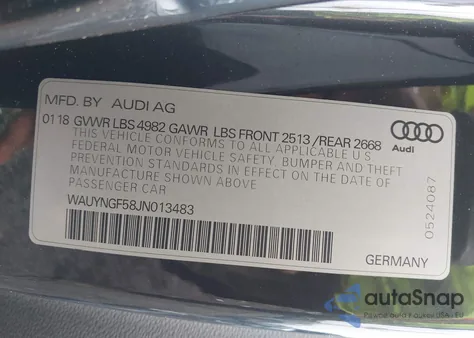 MFD. BY AUDI AG
01 18 GVWR LBS 4982 GAWR LBS FRONT 2513 /REAR 2668
THIS VEHICLE CONFORMS TO ALL APPLICABLE U S
FEDERAL MOTOR VEHICLE SAFETY, BUMPER AND THEFT
PREVENTION STANDARDS IN EFFECT ON THE DATE OF
MANUFACTURE SHOWN ABOVE
PASSENGER CAR
WAUYNGF58JN013483
GERMANY
Audi
0524087
autoSnap